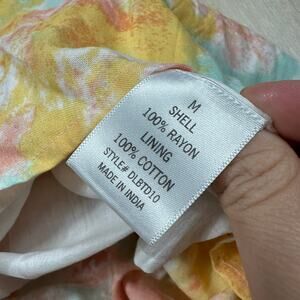 M
SHELL
100% RAYON
LINING
100% COTTON
STYLE# DLBTD10
MADE IN INDIA